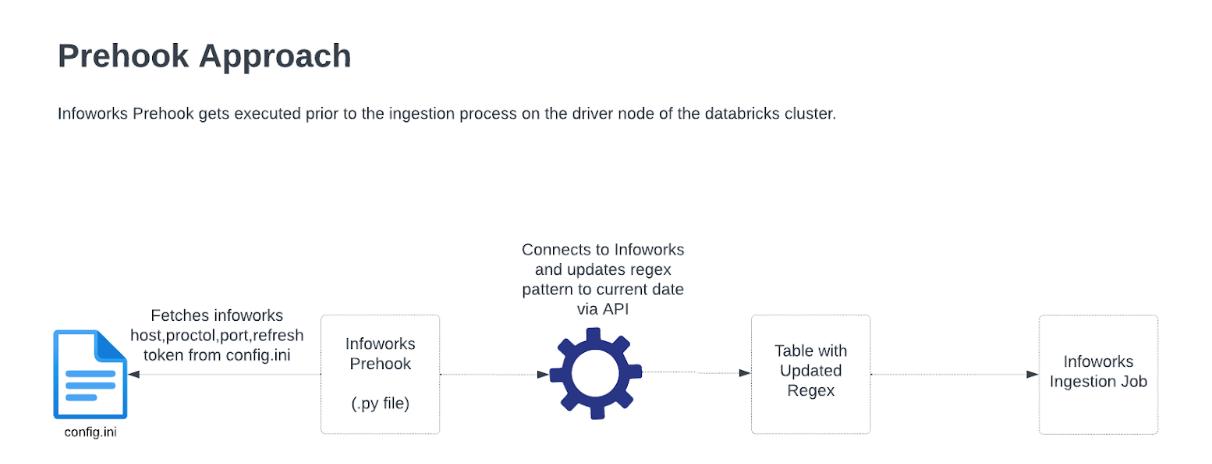 Prehook Approach
Infoworks Prehook gets executed prior to the ingestion process on the driver node of the databricks cluster.
Connects to Infoworks
and updates regex
pattern to current date
via API
Fetches infoworks
host,proctol,port,refresh
token from config.ini
config.ini
Infoworks
Prehook
(.py file)
Table with
Updated
Regex
Infoworks
Ingestion Job